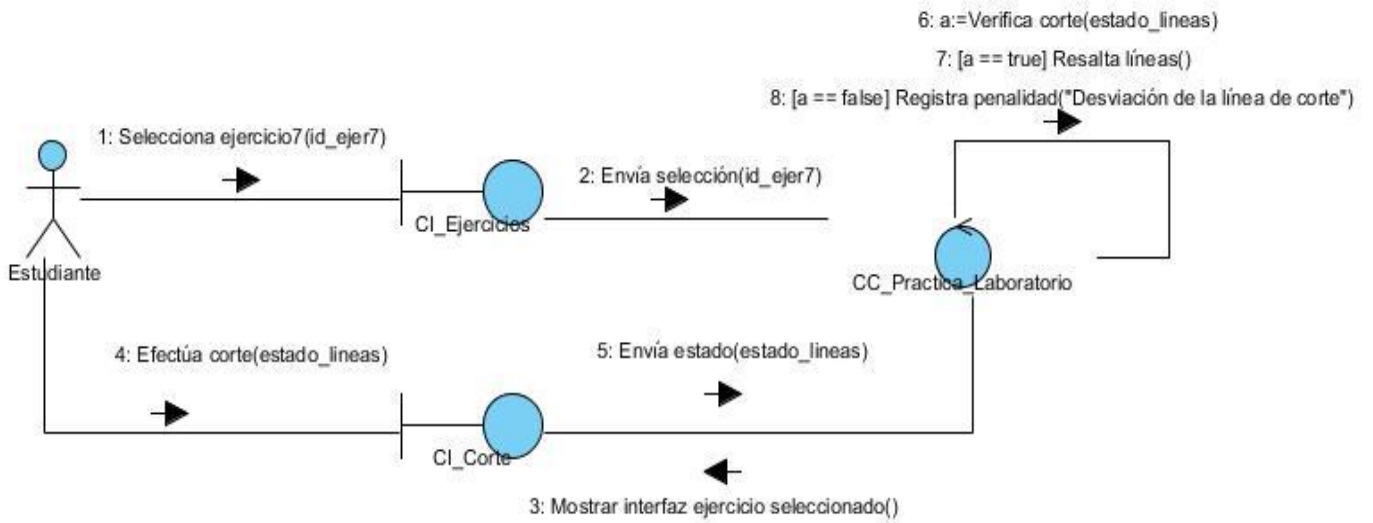 6: a:=Verifica corte(estado_lineas)
7: [a == true] Resalta líneas()
8: [a == false] Registra penalidad("Desviación de la línea de corte")
1: Selecciona ejercicio7(id_ejer7)
2: Envía selección(id_ejer7)
CI_Ejercicios
Estudiante
CC_Practica_Laboratorio
4: Efectúa corte(estado_lineas)
5: Envía estado(estado_lineas)
CI_Corte
3: Mostrar interfaz ejercicio seleccionado()